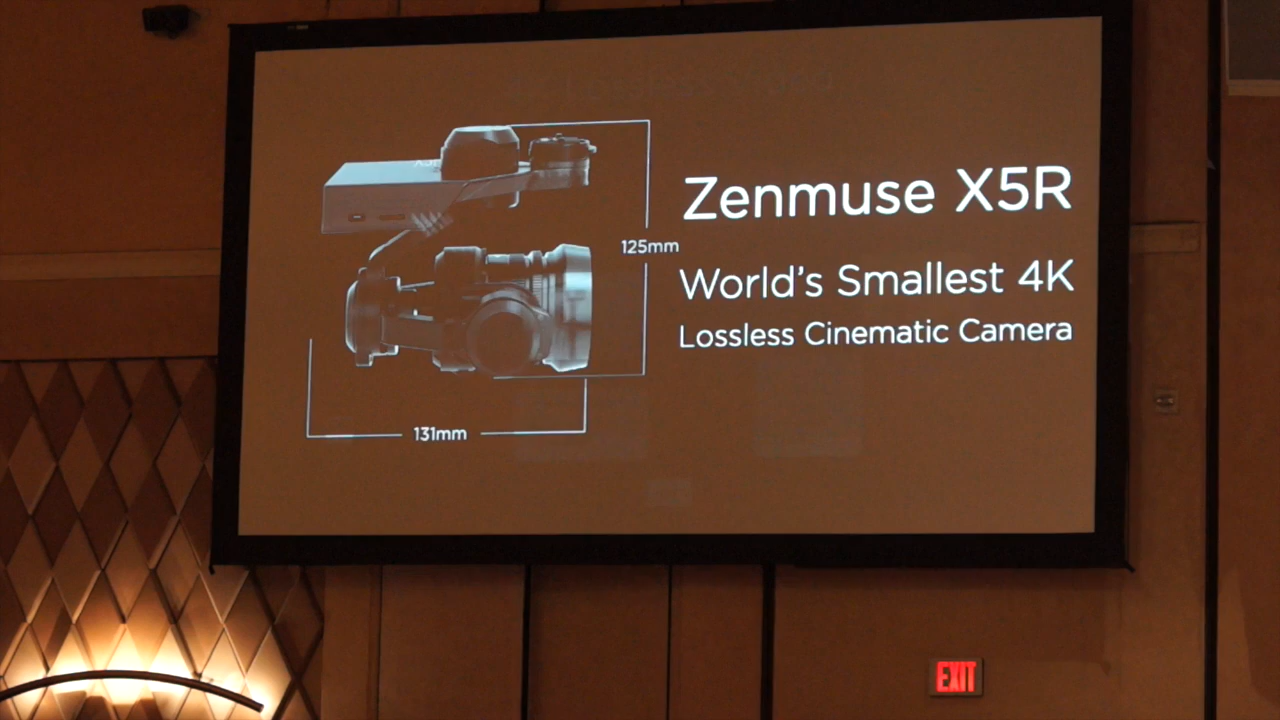 Zenmuse X5R
125mm
World's Smallest 4K
Lossless Cinematic Camera
131mm
EXIT